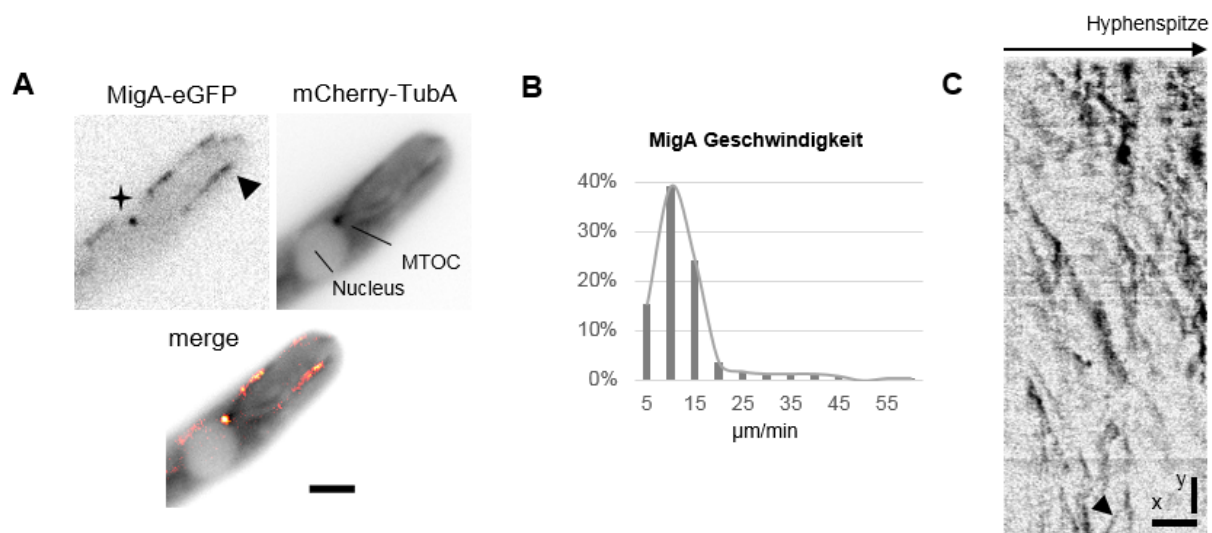 A
MigA-eGFP
mCherry-TubA
MTOC
Nucleus
merge
B
MigA Geschwindigkeit
40%
30%
20%
10%
0%
5 15 25 35 45 55
µm/min
C
Hyphenspitze
y
x